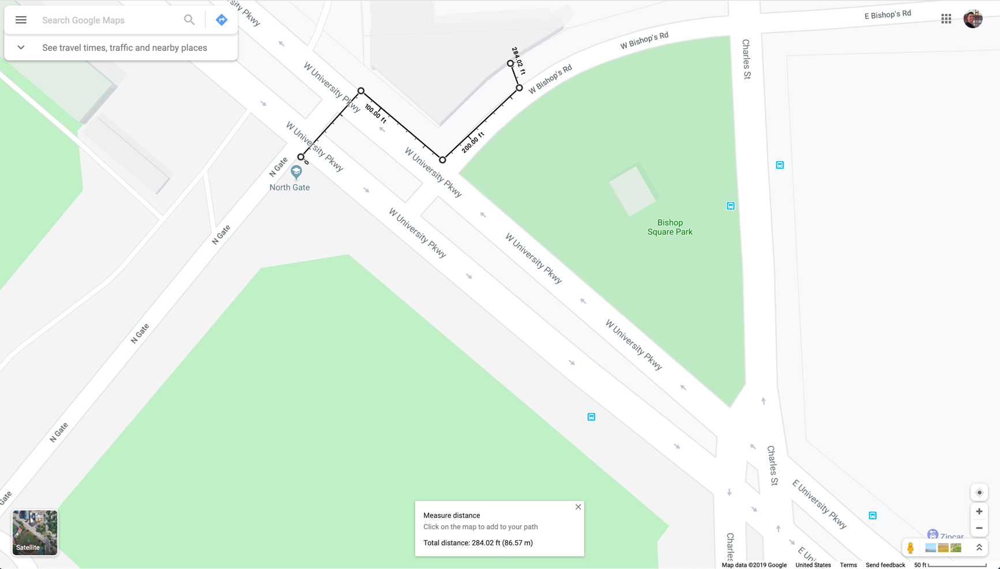 Search Google Maps
See travel times, traffic and nearby places
sity Pkwy
W University Pkwy
W University Pkwy
W University Pkwy
W University Pkwy
W University Pkwy
W University Pkwy
W Bishop's Rd
W Bishop's Rd
E Bishop's Rd
Charles St
284.02 ft
100.00 ft
200.00 ft
0
N Gate
North Gate
N Gate
N Gate
N Gate
Gate
Bishop
Square Park
Charles St
E University Pkwy
Charles S
E Uni
Zipcar
Satellite
Measure distance
Click on the map to add to your path
Total distance: 284.02 ft (86.57 m)
Map data ©2019 Google United States Terms Send feedback 50 ft